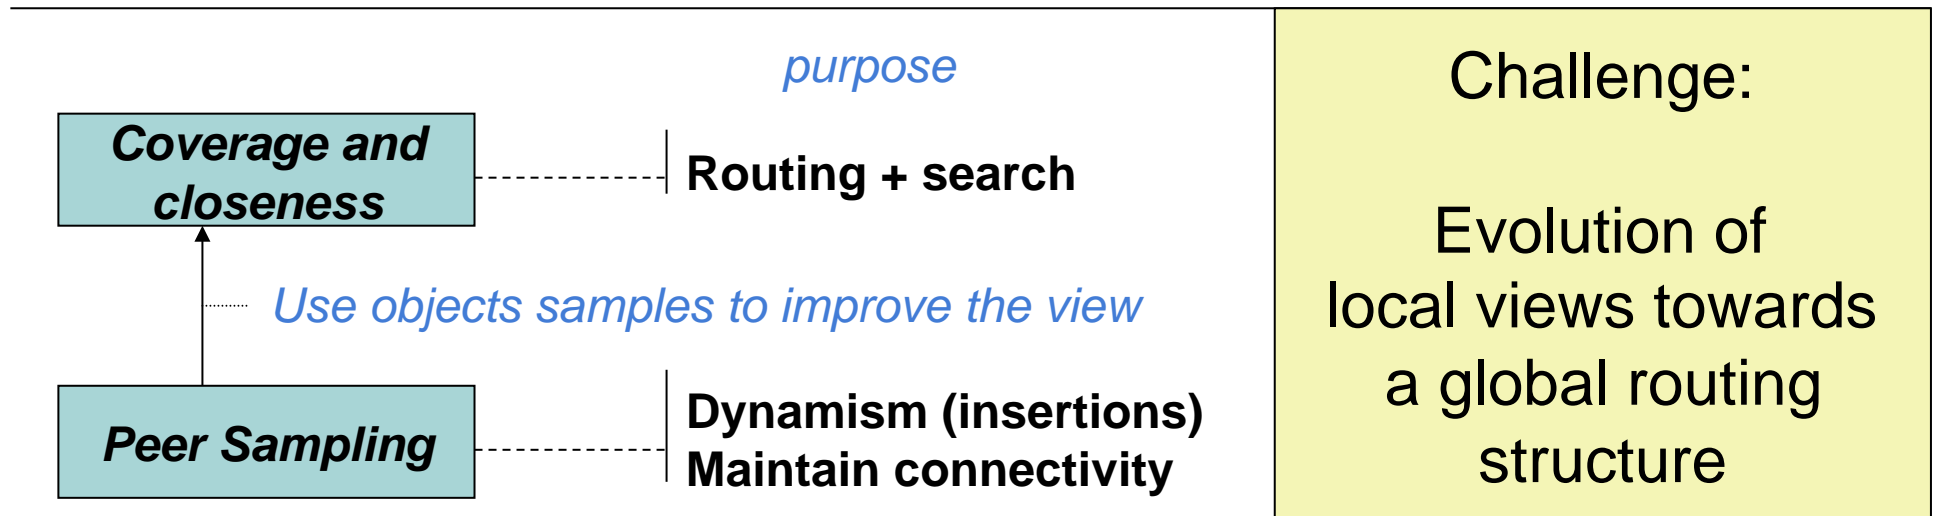 purpose
Coverage and
closeness
Routing + search
Use objects samples to improve the view
Peer Sampling
Dynamism (insertions)
Maintain connectivity
Challenge:
Evolution of
local views towards
a global routing
structure